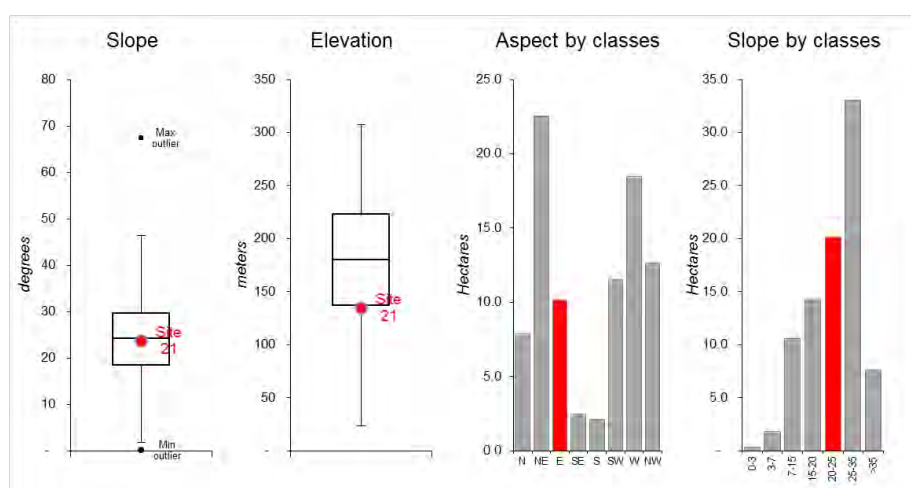 Slope
80
70
60
50
40
30
20
10
-
degrees
Max
outlier
Site
21
Min
outlier
Elevation
350
300
250
200
150
100
50
-
meters
Site
21
Aspect by classes
25.0
20.0
15.0
10.0
5.0
0.0
Hectares
N NE E SE S SW W NW
Slope by classes
35.0
30.0
25.0
20.0
15.0
10.0
5.0
-
Hectares
0-3
3-7
7-15
15-20
20-25
25-35
>35